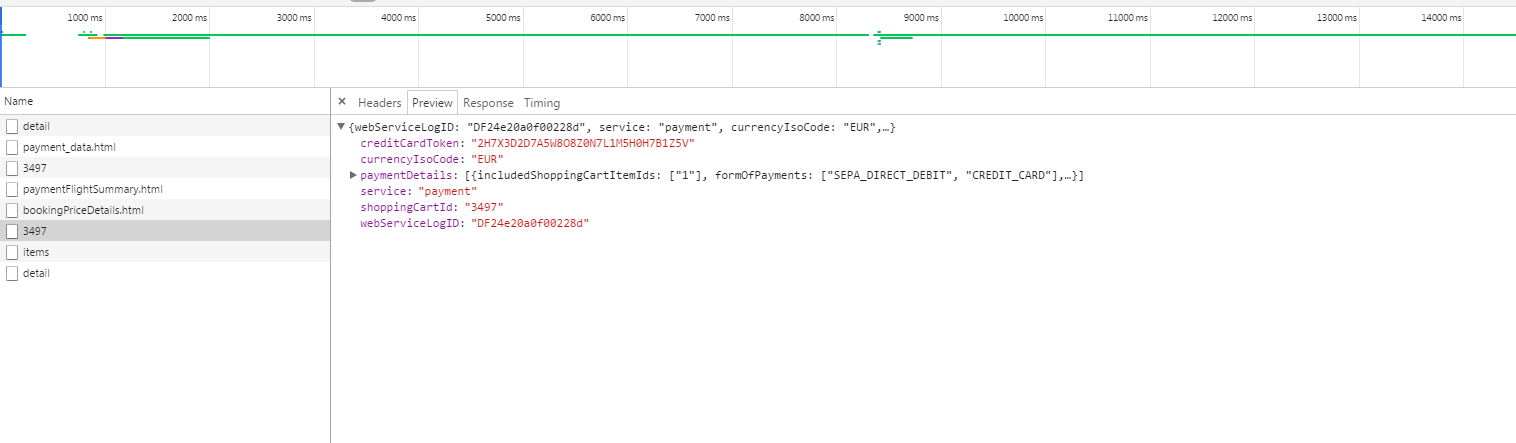 1000 ms 2000 ms 3000 ms 4000 ms 5000 ms 6000 ms 7000 ms 8000 ms 9000 ms 10000 ms 11000 ms 12000 ms 13000 ms 14000 ms
Name
× Headers Preview Response Timing
detail
payment_data.html
3497
paymentFlightSummary.html
bookingPriceDetails.html
3497
items
detail
{webServiceLogID: "DF24e20a0f00228d", service: "payment", currencyIsoCode: "EUR",…}
creditCardToken: "2H7X3D2D7A5W8O8Z0N7L1M5H0H7B1Z5V"
currencyIsoCode: "EUR"
paymentDetails: [{includedShoppingCartItemIds: ["1"], formOfPayments: ["SEPA_DIRECT_DEBIT", "CREDIT_CARD"],…}]
service: "payment"
shoppingCartId: "3497"
webServiceLogID: "DF24e20a0f00228d"